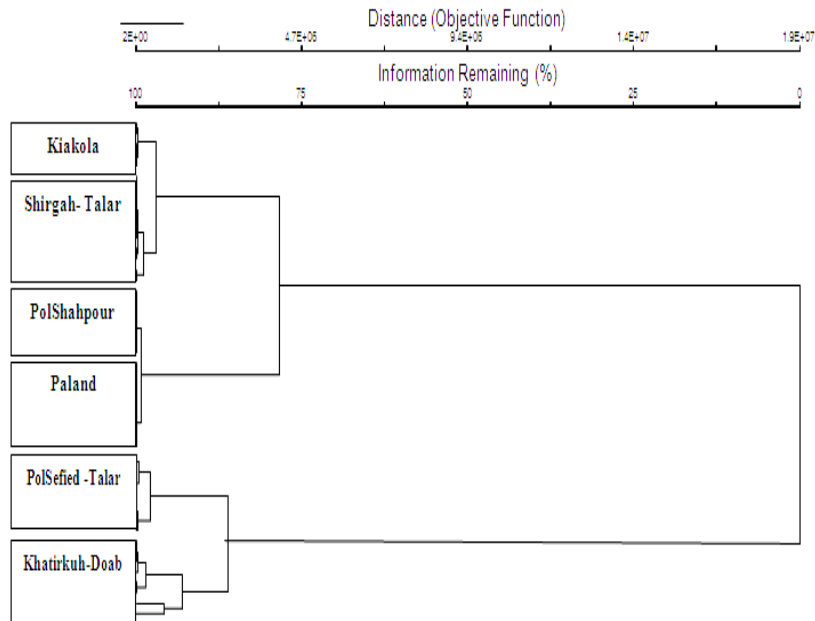 Distance (Objective Function)
2E+00 4.7E+06 9.4E+06 1.4E+07 1.9E+07
Information Remaining (%)
100 75 50 25 0
Kiakola
Shirgah- Talar
PolShahpour
Paland
PolSefied -Talar
Khatirkuh-Doab